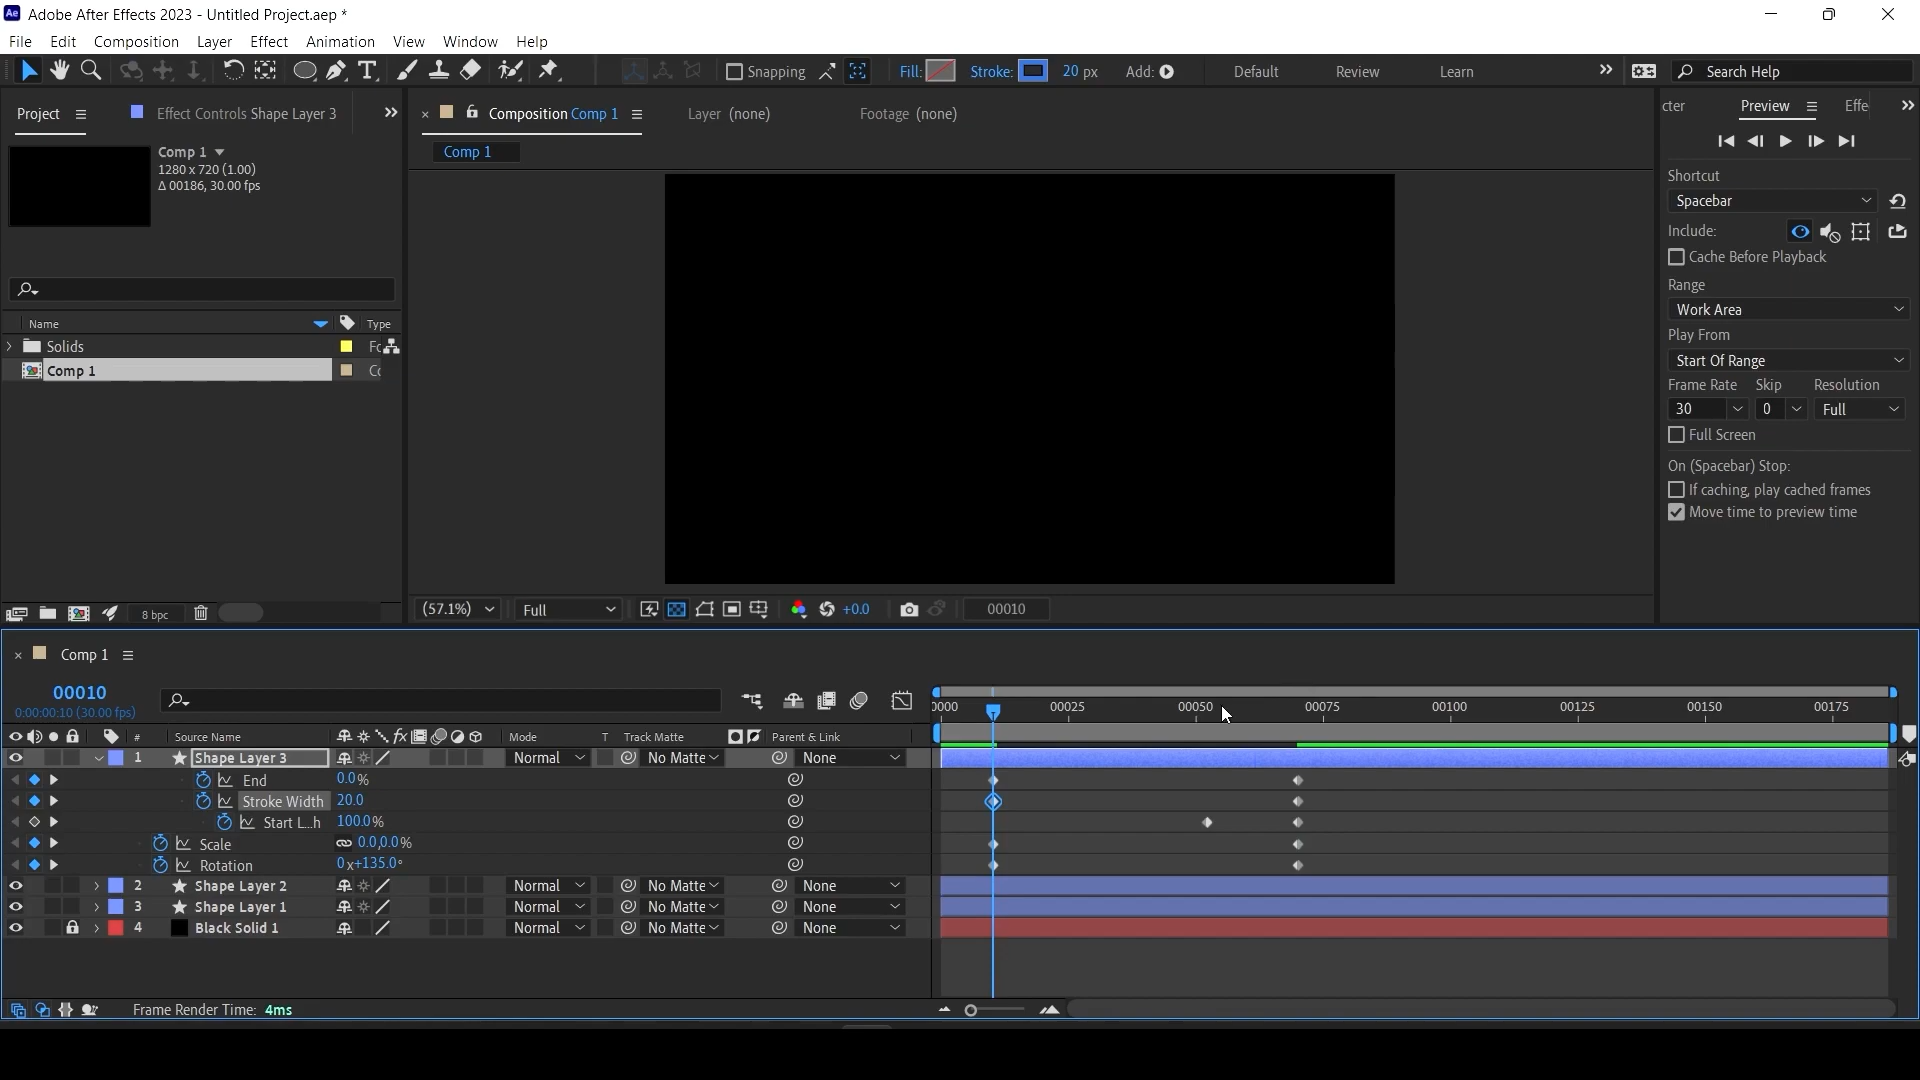 Ae Adobe After Effects 2023 - Untitled Project.aep *
File Edit Composition Layer Effect Animation View Window Help
Snapping Fill: Stroke: 20 px Add: Default Review Learn Search Help
Project Effect Controls Shape Layer 3
Composition Comp 1 Layer (none) Footage (none)
Comp 1
Comp 1
1280 x 720 (1.00)
Δ 00186, 30.00 fps
Name Type
Solids
Comp 1
8 bpc
(57.1%) Full +0.0 00010
cter Preview Effe
Shortcut
Spacebar
Include:
Cache Before Playback
Range
Work Area
Play From
Start Of Range
Frame Rate Skip Resolution
30 0 Full
Full Screen
On (Spacebar) Stop:
If caching, play cached frames
Move time to preview time
Comp 1
00010
0:00:00:10 (30.00 fps)
0000 00025 00050 00075 00100 00125 00150 00175
# Source Name fx Mode T Track Matte Parent & Link
1 Shape Layer 3 Normal No Matte None
End 0.0%
Stroke Width 20.0
Start L...h 100.0%
Scale 0.0,0.0%
Rotation 0x+135.0°
2 Shape Layer 2 Normal No Matte None
3 Shape Layer 1 Normal No Matte None
4 Black Solid 1 Normal No Matte None
Frame Render Time: 4ms